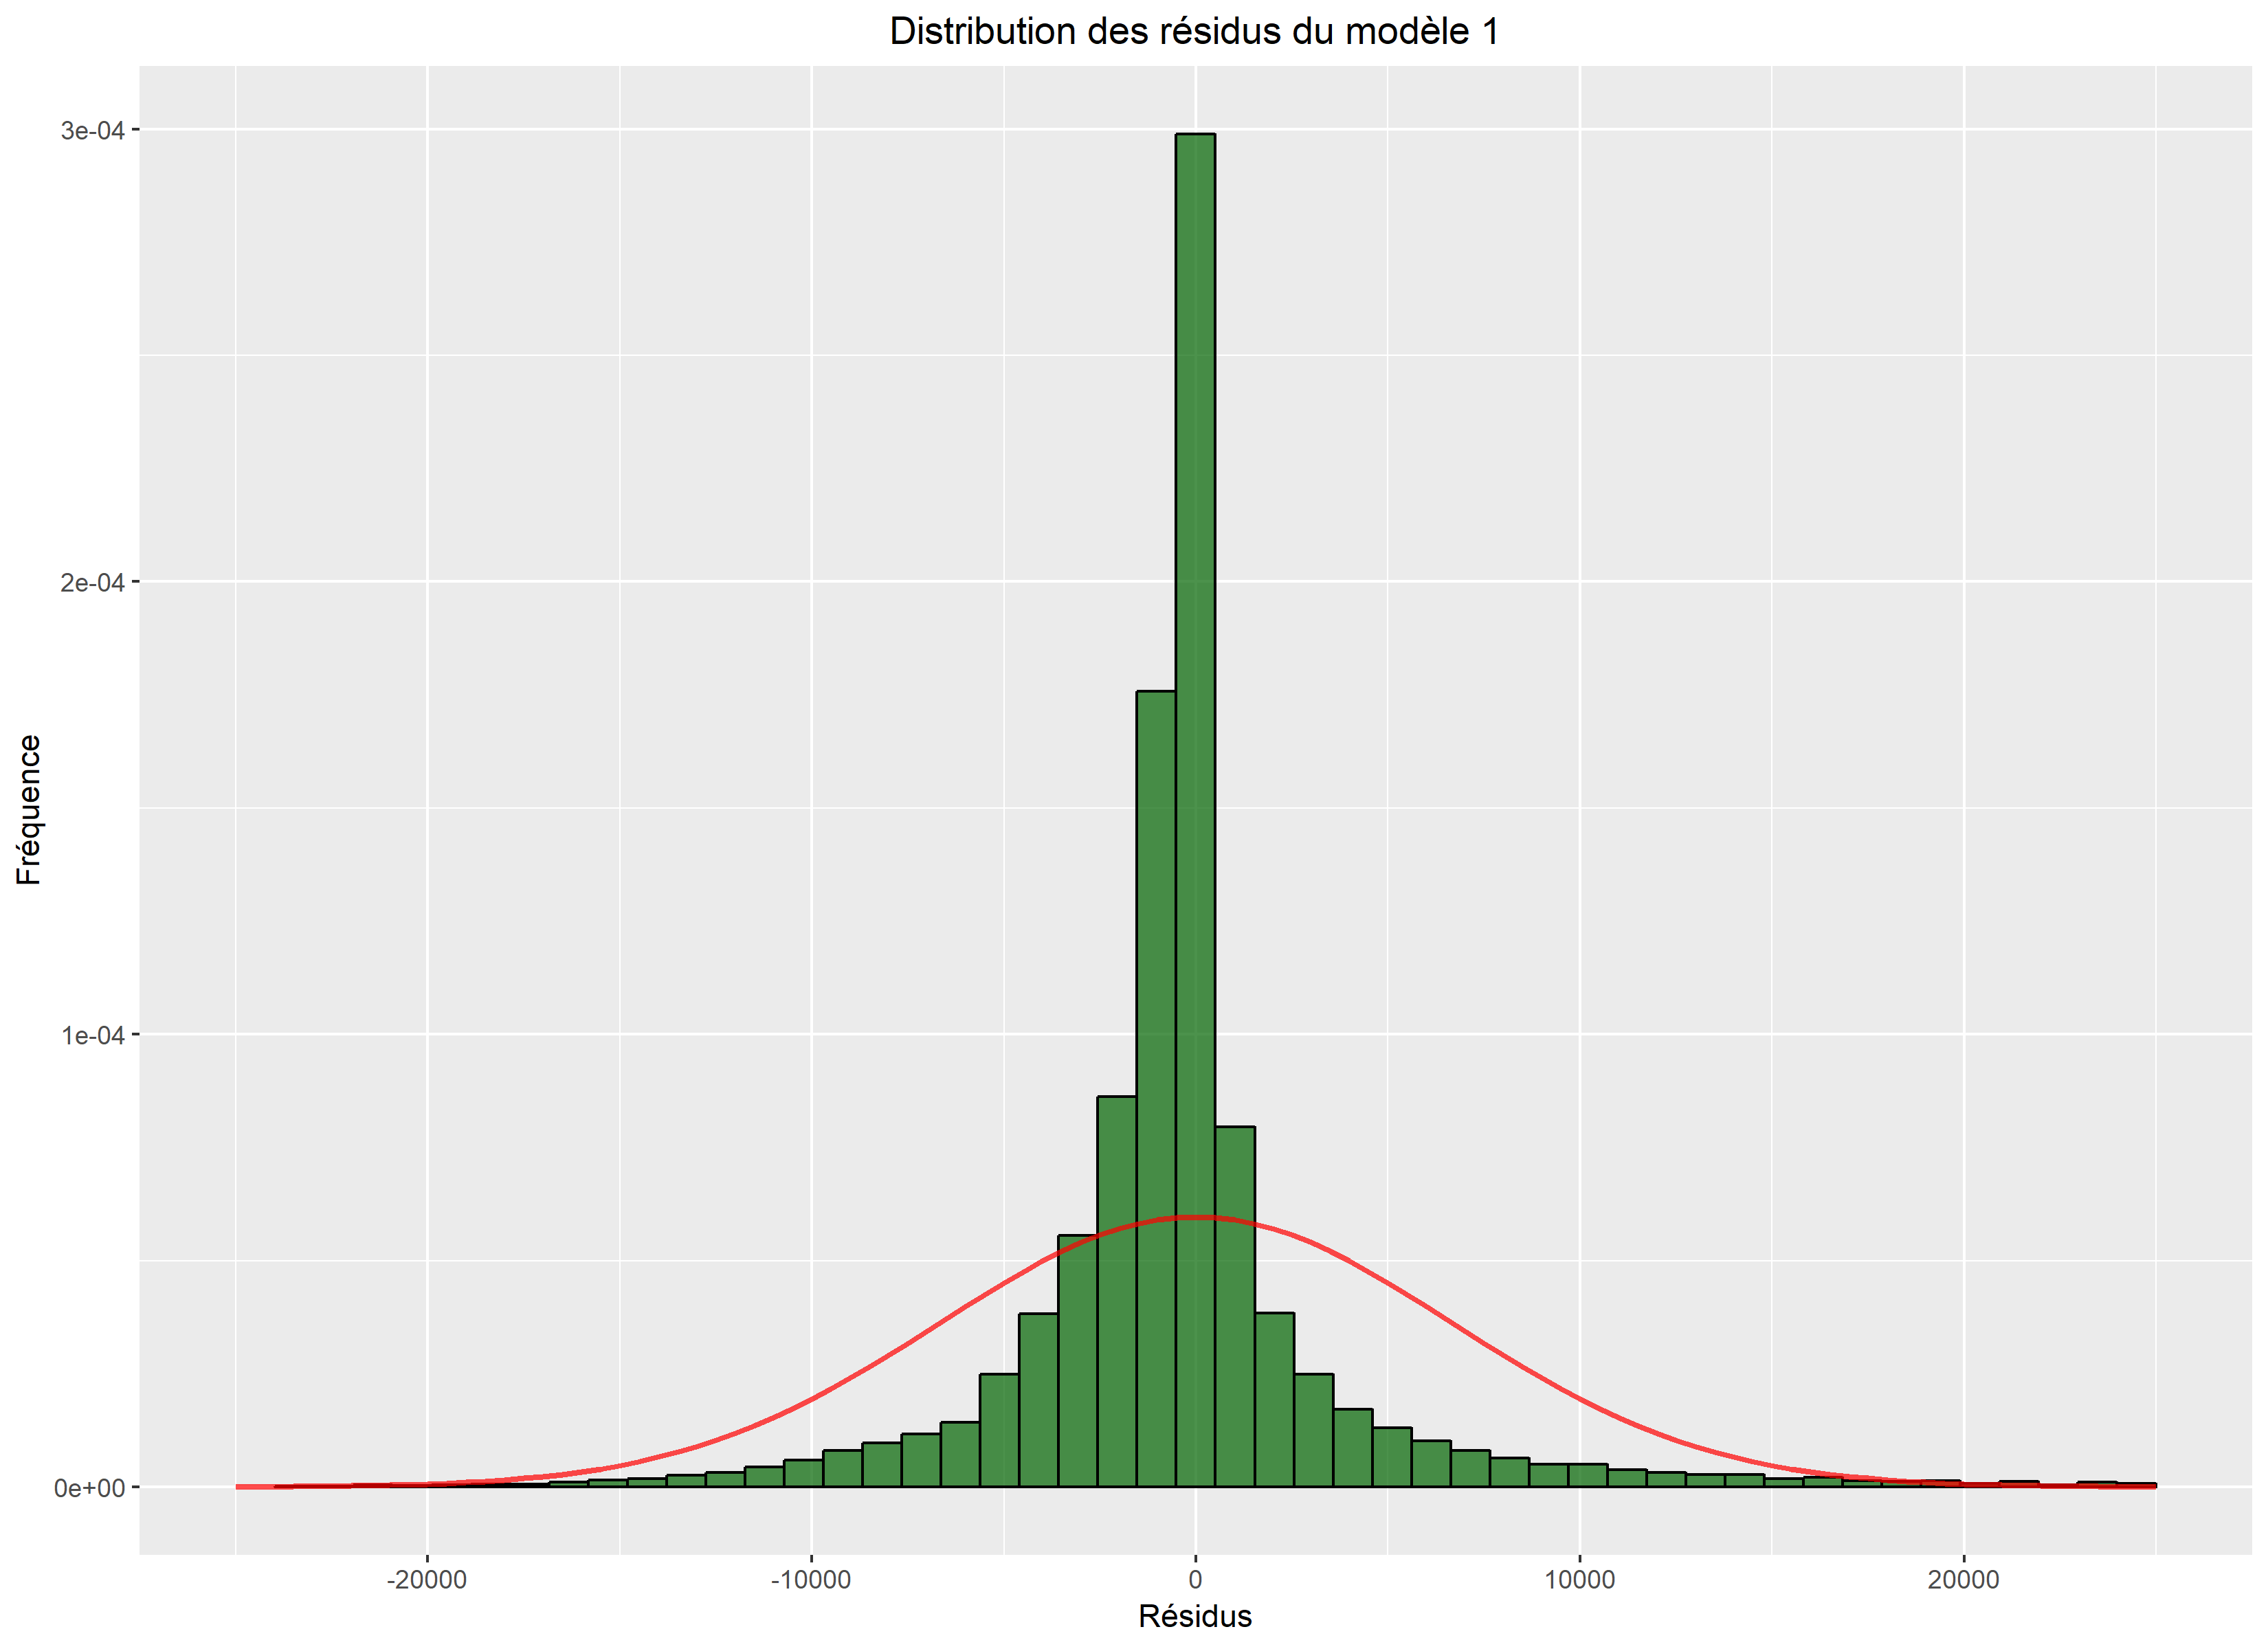 Distribution des résidus du modèle 1
3e-04
2e-04
1e-04
0e+00
Fréquence
-20000
-10000
0
10000
20000
Résidus